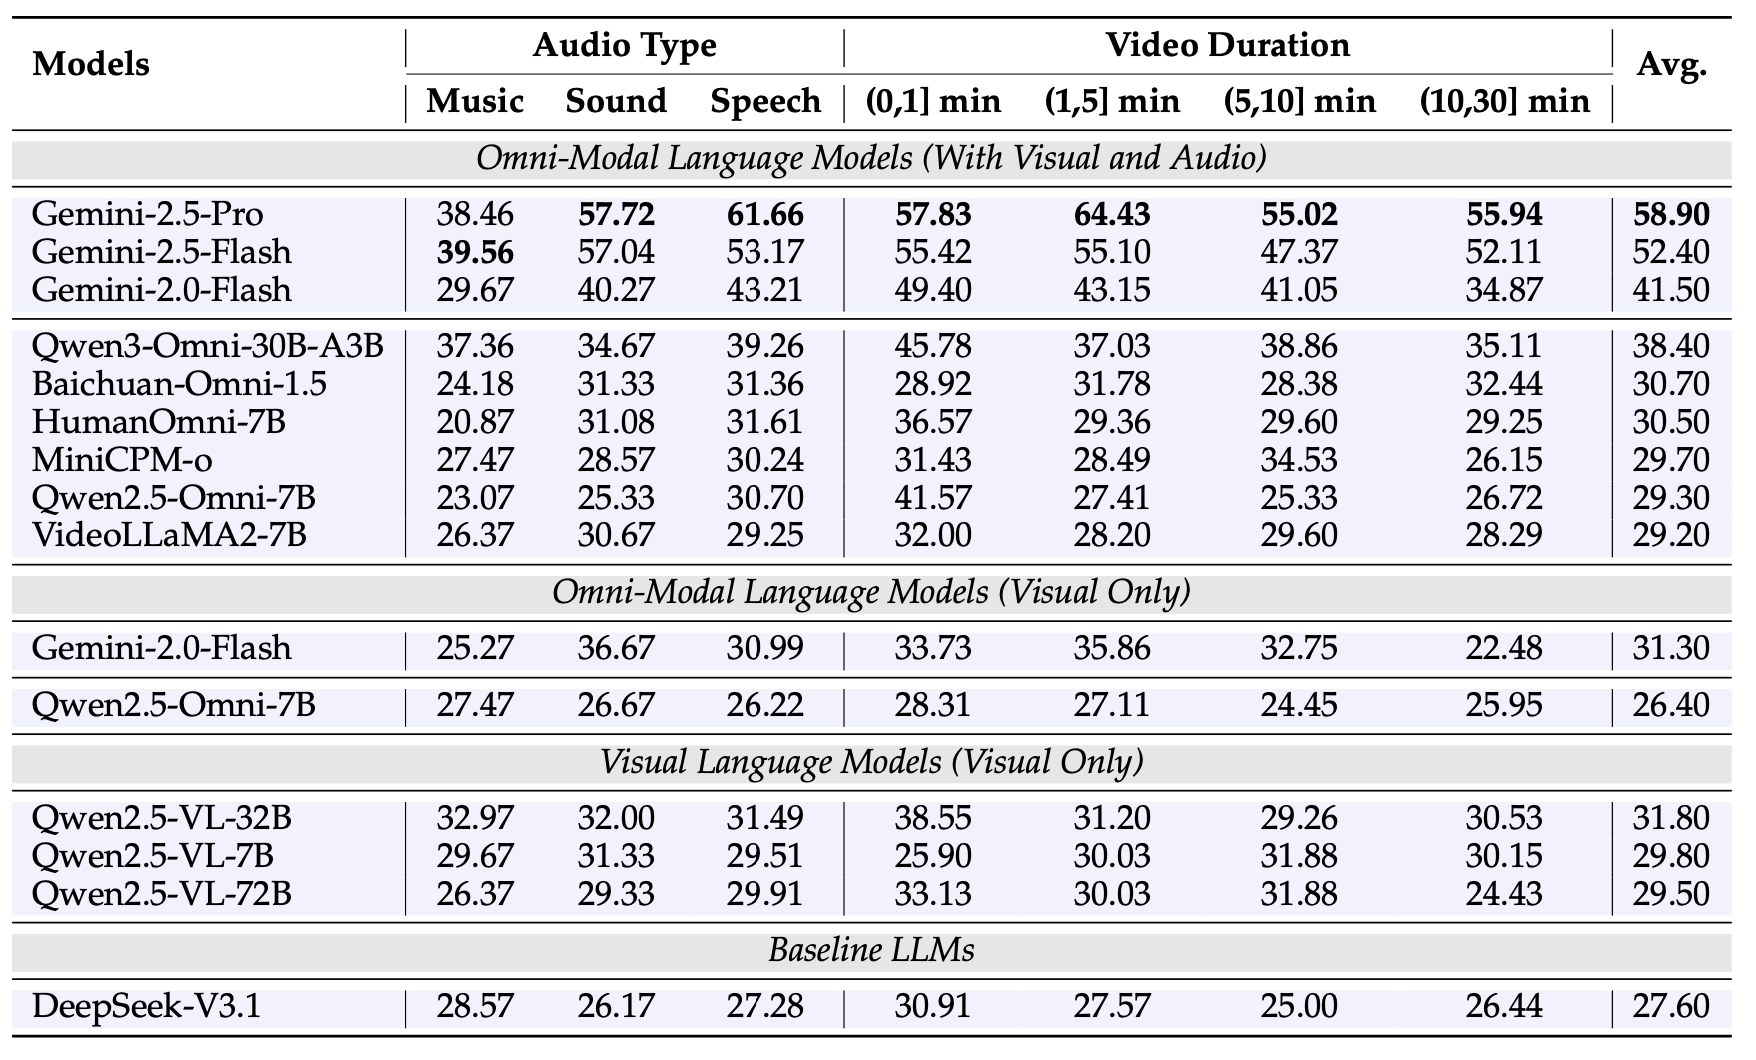 Models Audio Type Video Duration Avg.
Music Sound Speech (0,1] min (1,5] min (5,10] min (10,30] min
Omni-Modal Language Models (With Visual and Audio)
Gemini-2.5-Pro 38.46 57.72 61.66 57.83 64.43 55.02 55.94 58.90
Gemini-2.5-Flash 39.56 57.04 53.17 55.42 55.10 47.37 52.11 52.40
Gemini-2.0-Flash 29.67 40.27 43.21 49.40 43.15 41.05 34.87 41.50
Qwen3-Omni-30B-A3B 37.36 34.67 39.26 45.78 37.03 38.86 35.11 38.40
Baichuan-Omni-1.5 24.18 31.33 31.36 28.92 31.78 28.38 32.44 30.70
HumanOmni-7B 20.87 31.08 31.61 36.57 29.36 29.60 29.25 30.50
MiniCPM-o 27.47 28.57 30.24 31.43 28.49 34.53 26.15 29.70
Qwen2.5-Omni-7B 23.07 25.33 30.70 41.57 27.41 25.33 26.72 29.30
VideoLLaMA2-7B 26.37 30.67 29.25 32.00 28.20 29.60 28.29 29.20
Omni-Modal Language Models (Visual Only)
Gemini-2.0-Flash 25.27 36.67 30.99 33.73 35.86 32.75 22.48 31.30
Qwen2.5-Omni-7B 27.47 26.67 26.22 28.31 27.11 24.45 25.95 26.40
Visual Language Models (Visual Only)
Qwen2.5-VL-32B 32.97 32.00 31.49 38.55 31.20 29.26 30.53 31.80
Qwen2.5-VL-7B 29.67 31.33 29.51 25.90 30.03 31.88 30.15 29.80
Qwen2.5-VL-72B 26.37 29.33 29.91 33.13 30.03 31.88 24.43 29.50
Baseline LLMs
DeepSeek-V3.1 28.57 26.17 27.28 30.91 27.57 25.00 26.44 27.60